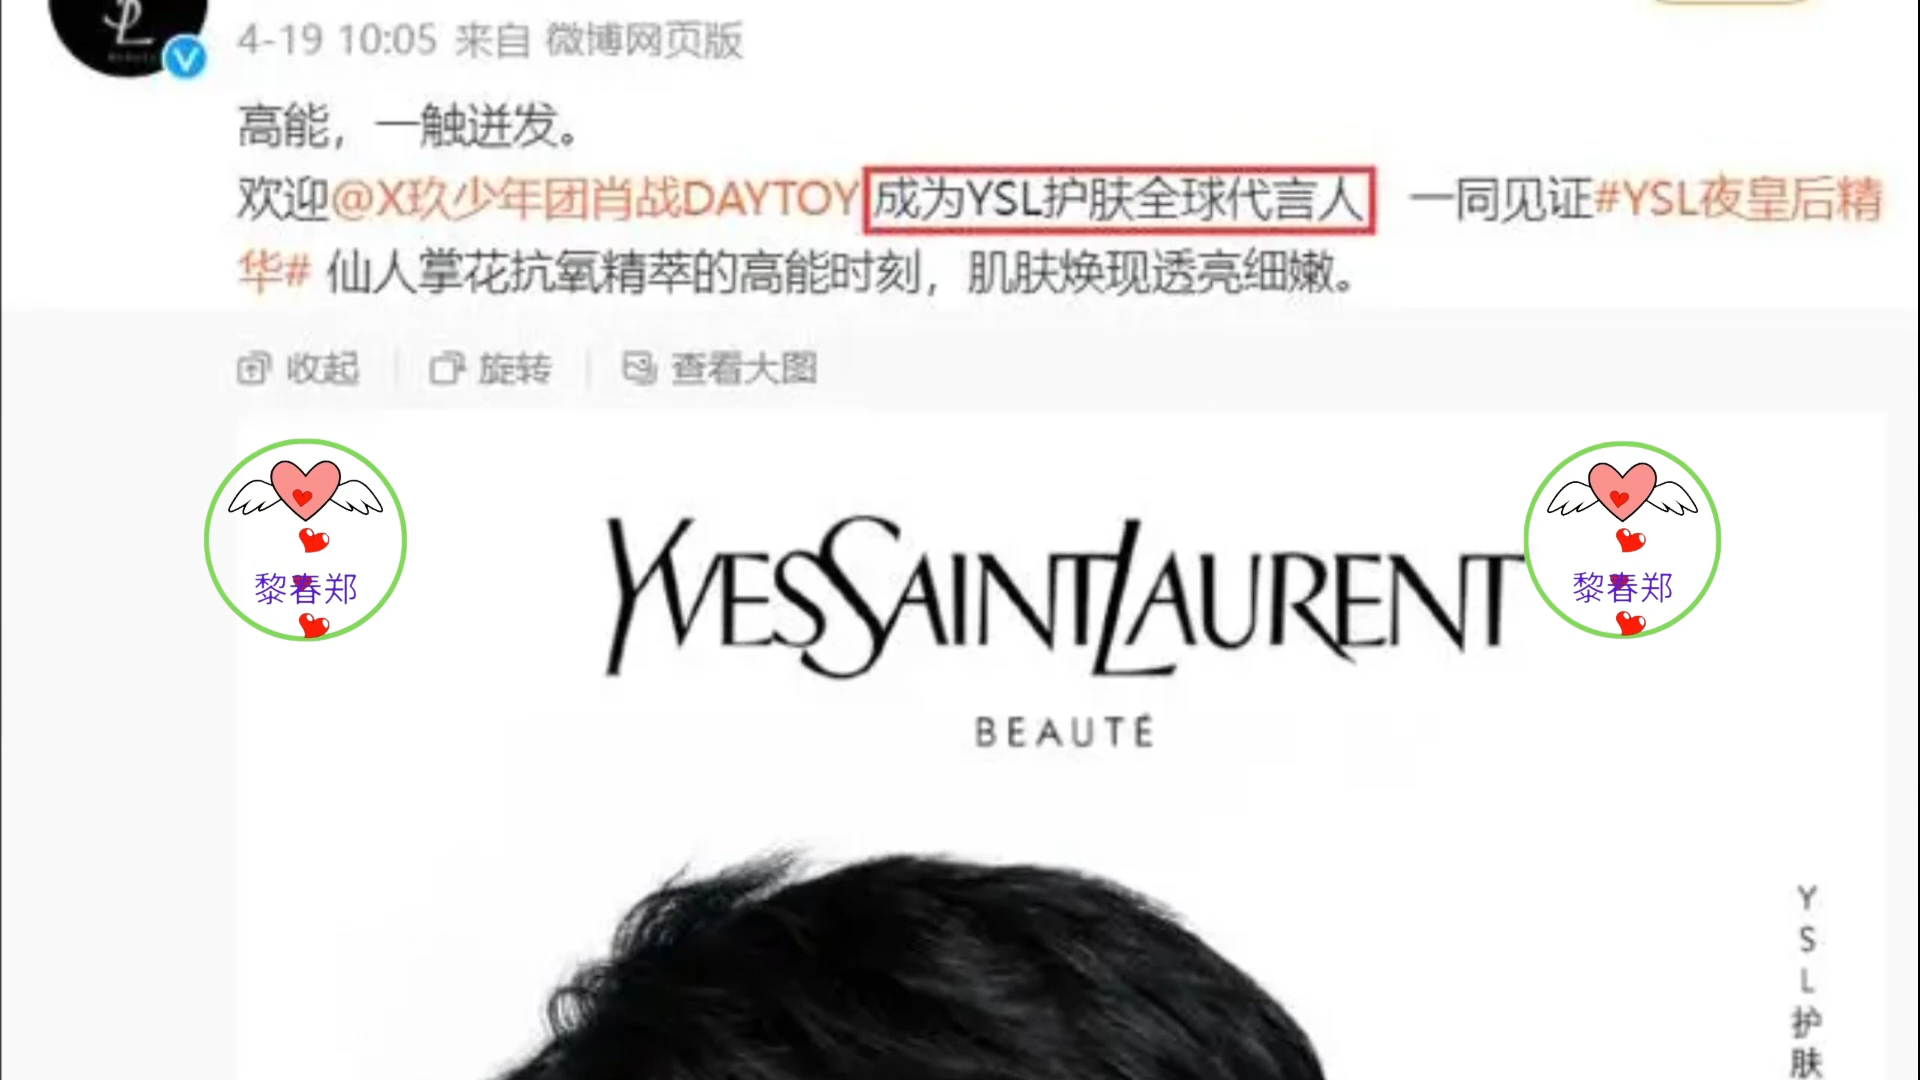 4-19 10:05 来自 微博网页版
高能，一触迸发。
欢迎@X玖少年团肖战DAYTOY 成为YSL护肤全球代言人 一同见证#YSL夜皇后精
华# 仙人掌花抗氧精萃的高能时刻，肌肤焕现透亮细嫩。
收起 旋转 查看大图
黎春郑
YVESSAINTLAURENT
黎春郑
BEAUTÉ
YSL护肤